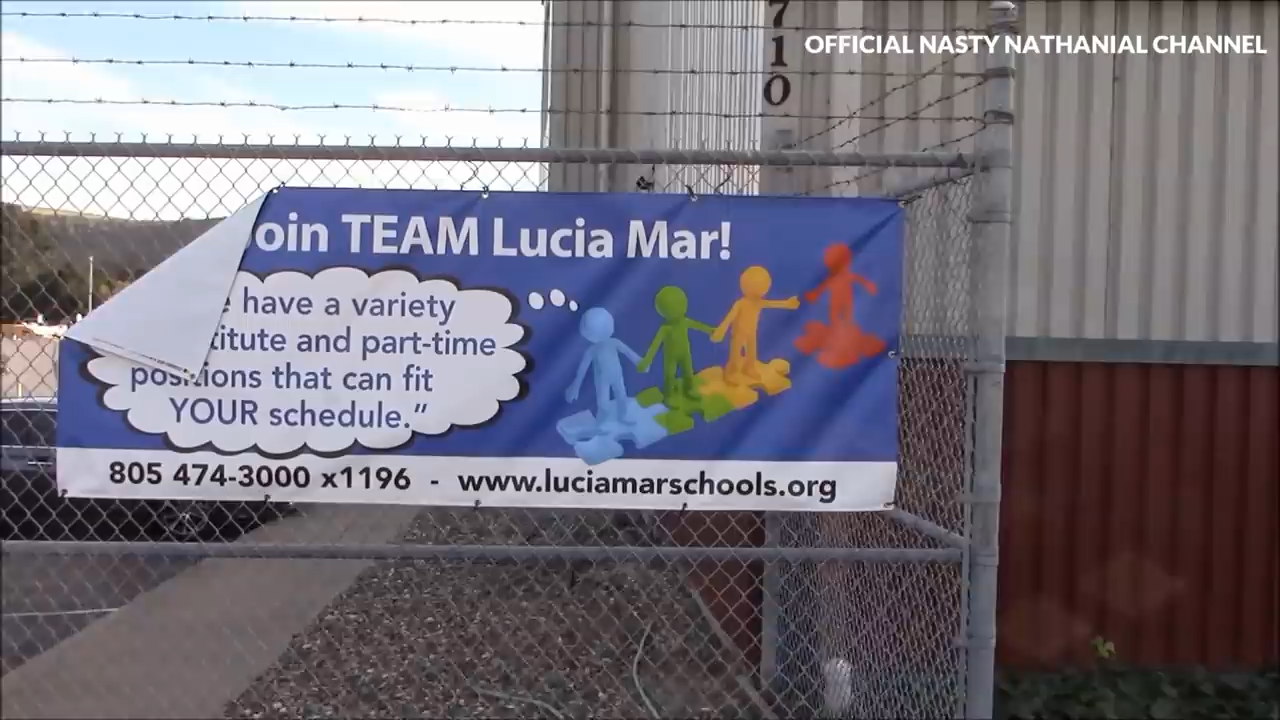 OFFICIAL NASTY NATHANIAL CHANNEL
710
oin TEAM Lucia Mar!
have a variety
titute and part-time
positions that can fit
YOUR schedule.”
805 474-3000 x1196 - www.luciamarschools.org